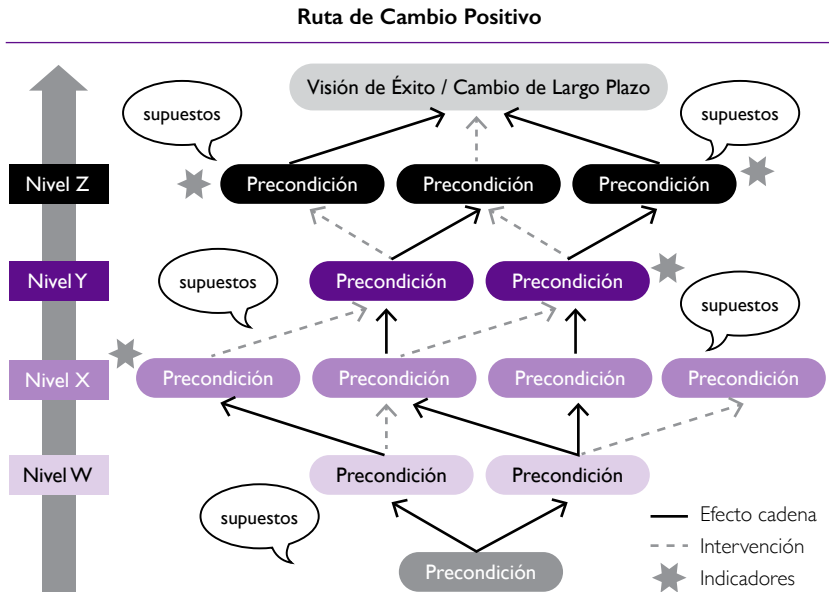 Ruta de Cambio Positivo
Visión de Éxito / Cambio de Largo Plazo
supuestos
supuestos
Nivel Z
Precondición
Precondición
Precondición
Nivel Y
supuestos
Precondición
Precondición
supuestos
Nivel X
Precondición
Precondición
Precondición
Precondición
Nivel W
Precondición
Precondición
supuestos
Precondición
Efecto cadena
Intervención
Indicadores